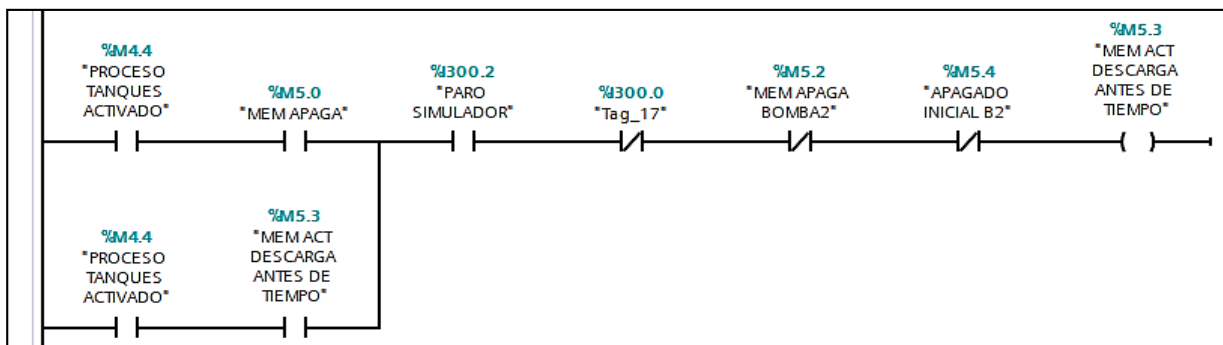 %M4.4
"PROCESO
TANQUES
ACTIVADO"
%M5.0
"MEM APAGA"
%I300.2
"PARO
SIMULADOR"
%I300.0
"Tag_17"
%M5.2
"MEM APAGA
BOMBA2"
%M5.4
"APAGADO
INICIAL B2"
%M5.3
"MEM ACT
DESCARGA
ANTES DE
TIEMPO"
%M4.4
"PROCESO
TANQUES
ACTIVADO"
%M5.3
"MEM ACT
DESCARGA
ANTES DE
TIEMPO"